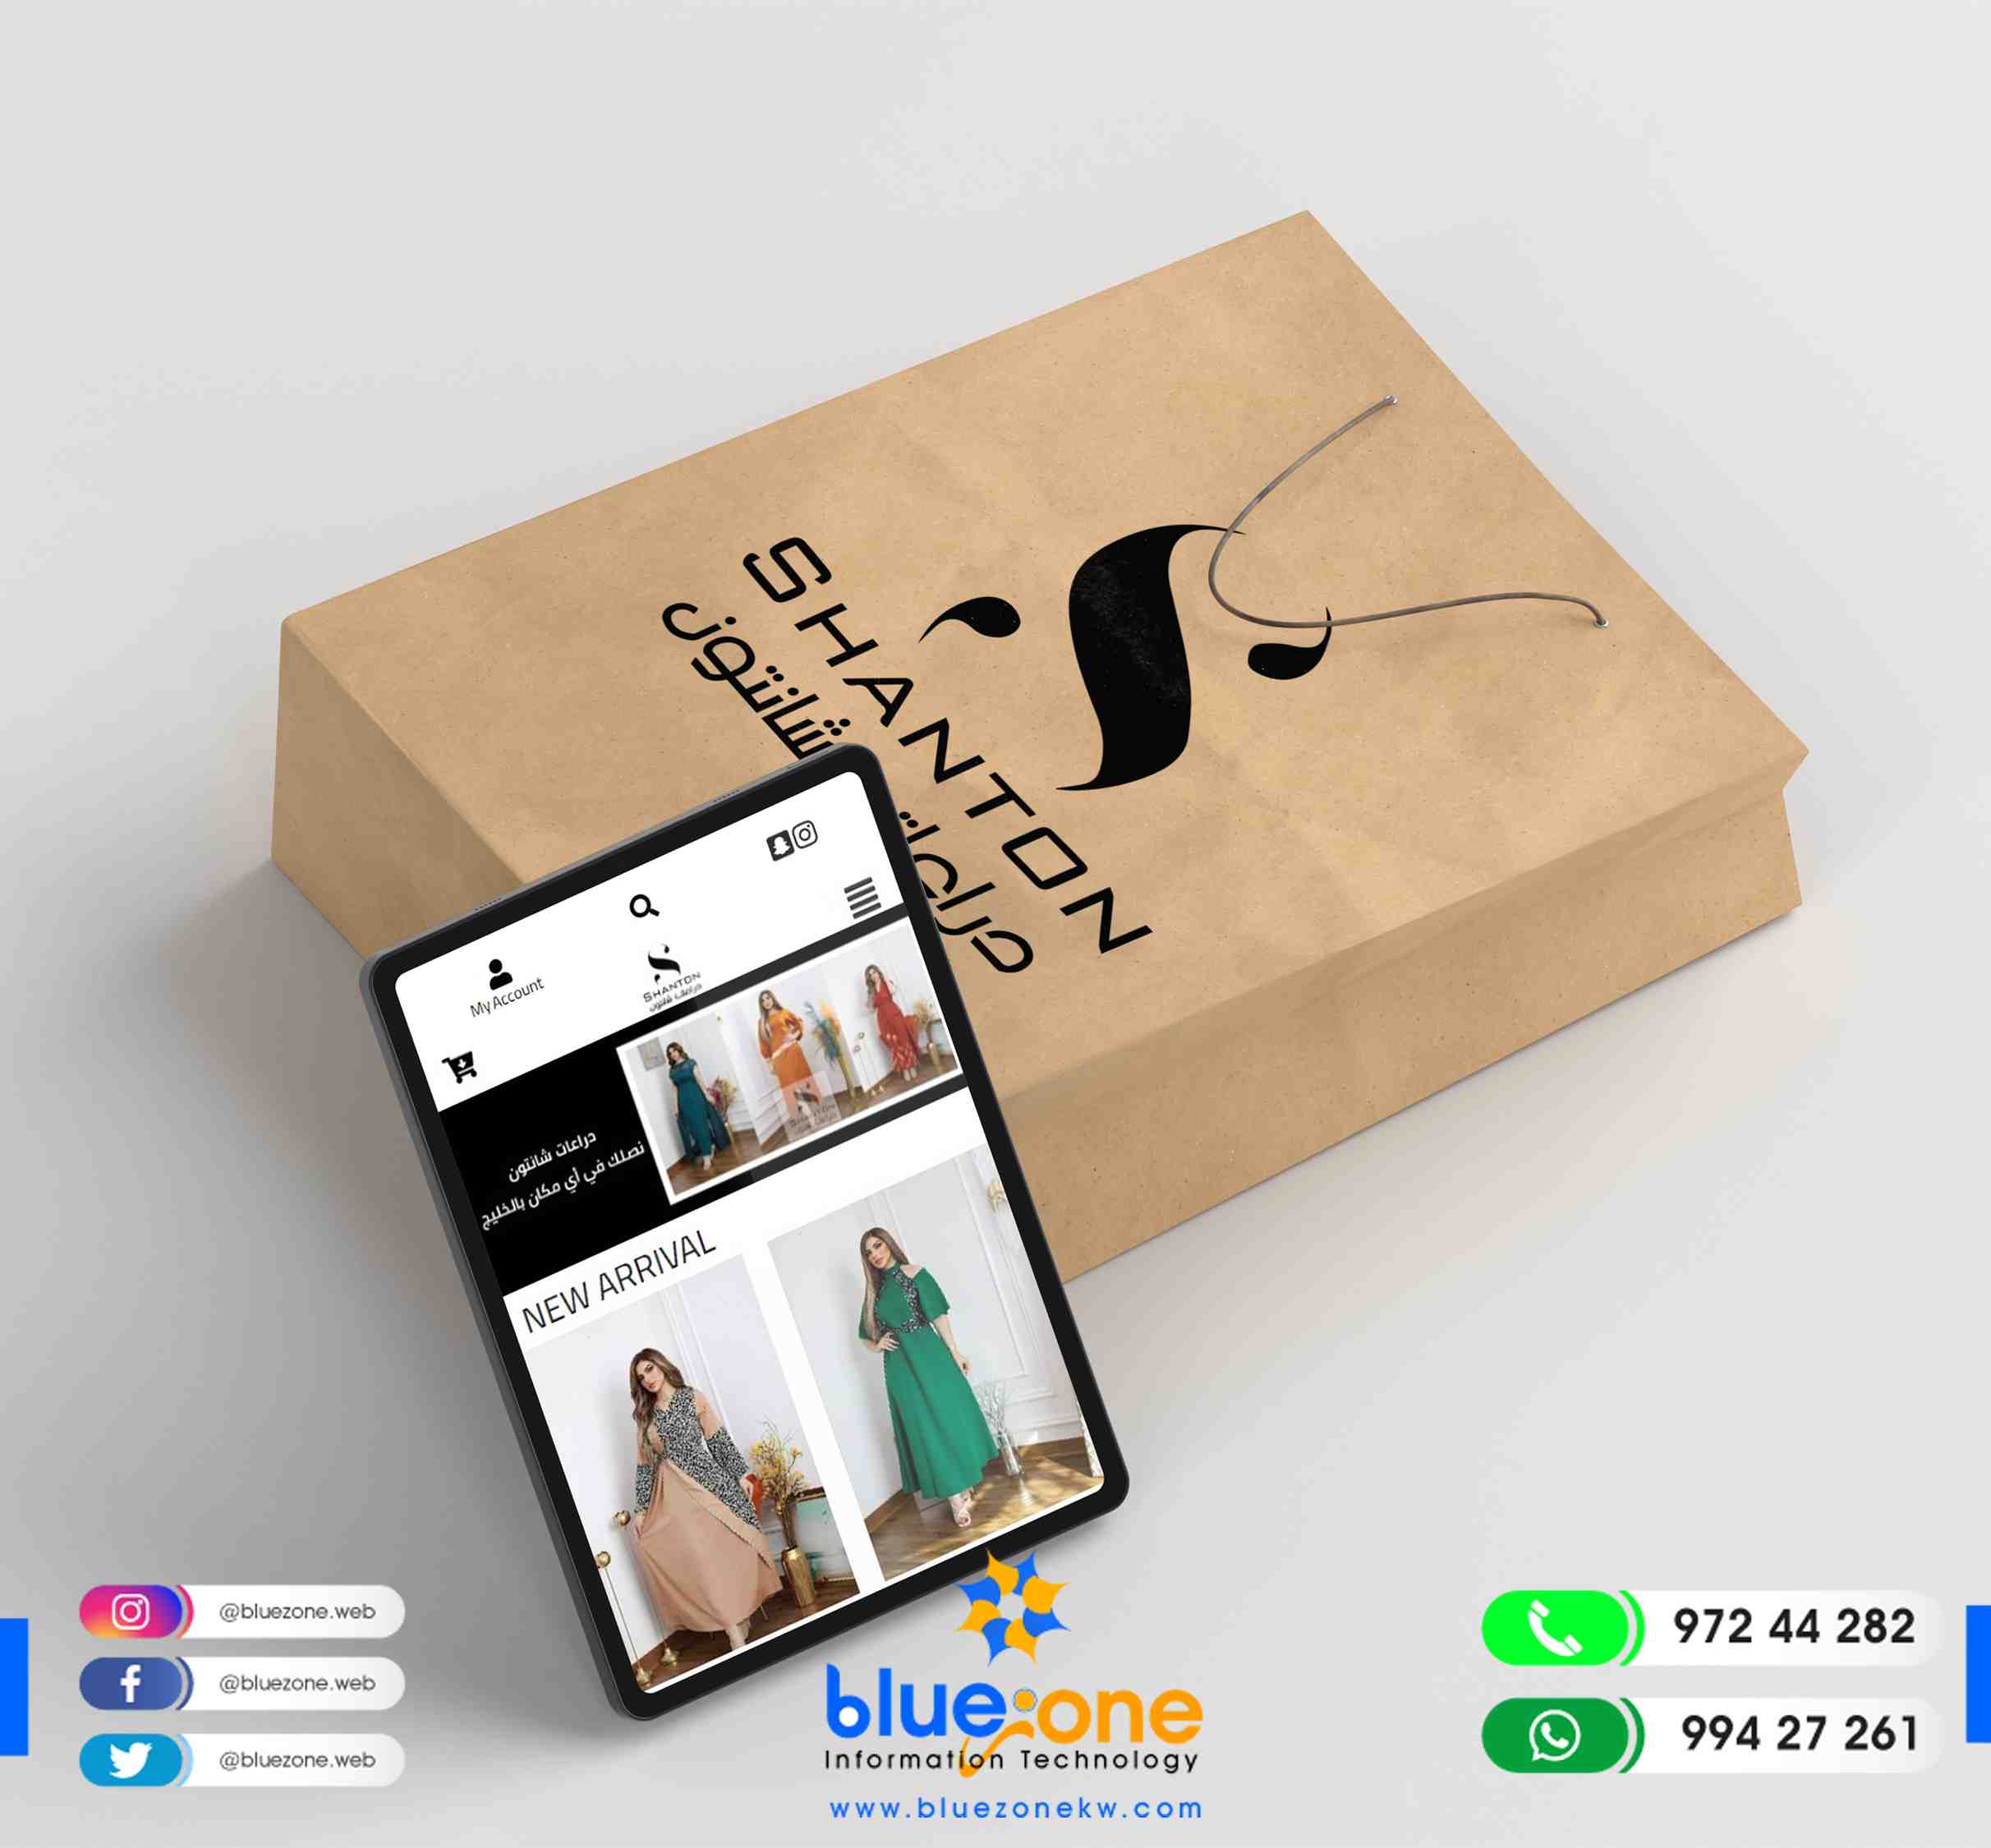 SHANTON
دراعات شانتون
My Account
SHANTON
دراعات شانتون
دراعات شانتون
نصلك في أي مكان بالخليج
NEW ARRIVAL
@bluezone.web
@bluezone.web
@bluezone.web
bluezone
Information Technology
www.bluezonekw.com
972 44 282
994 27 261